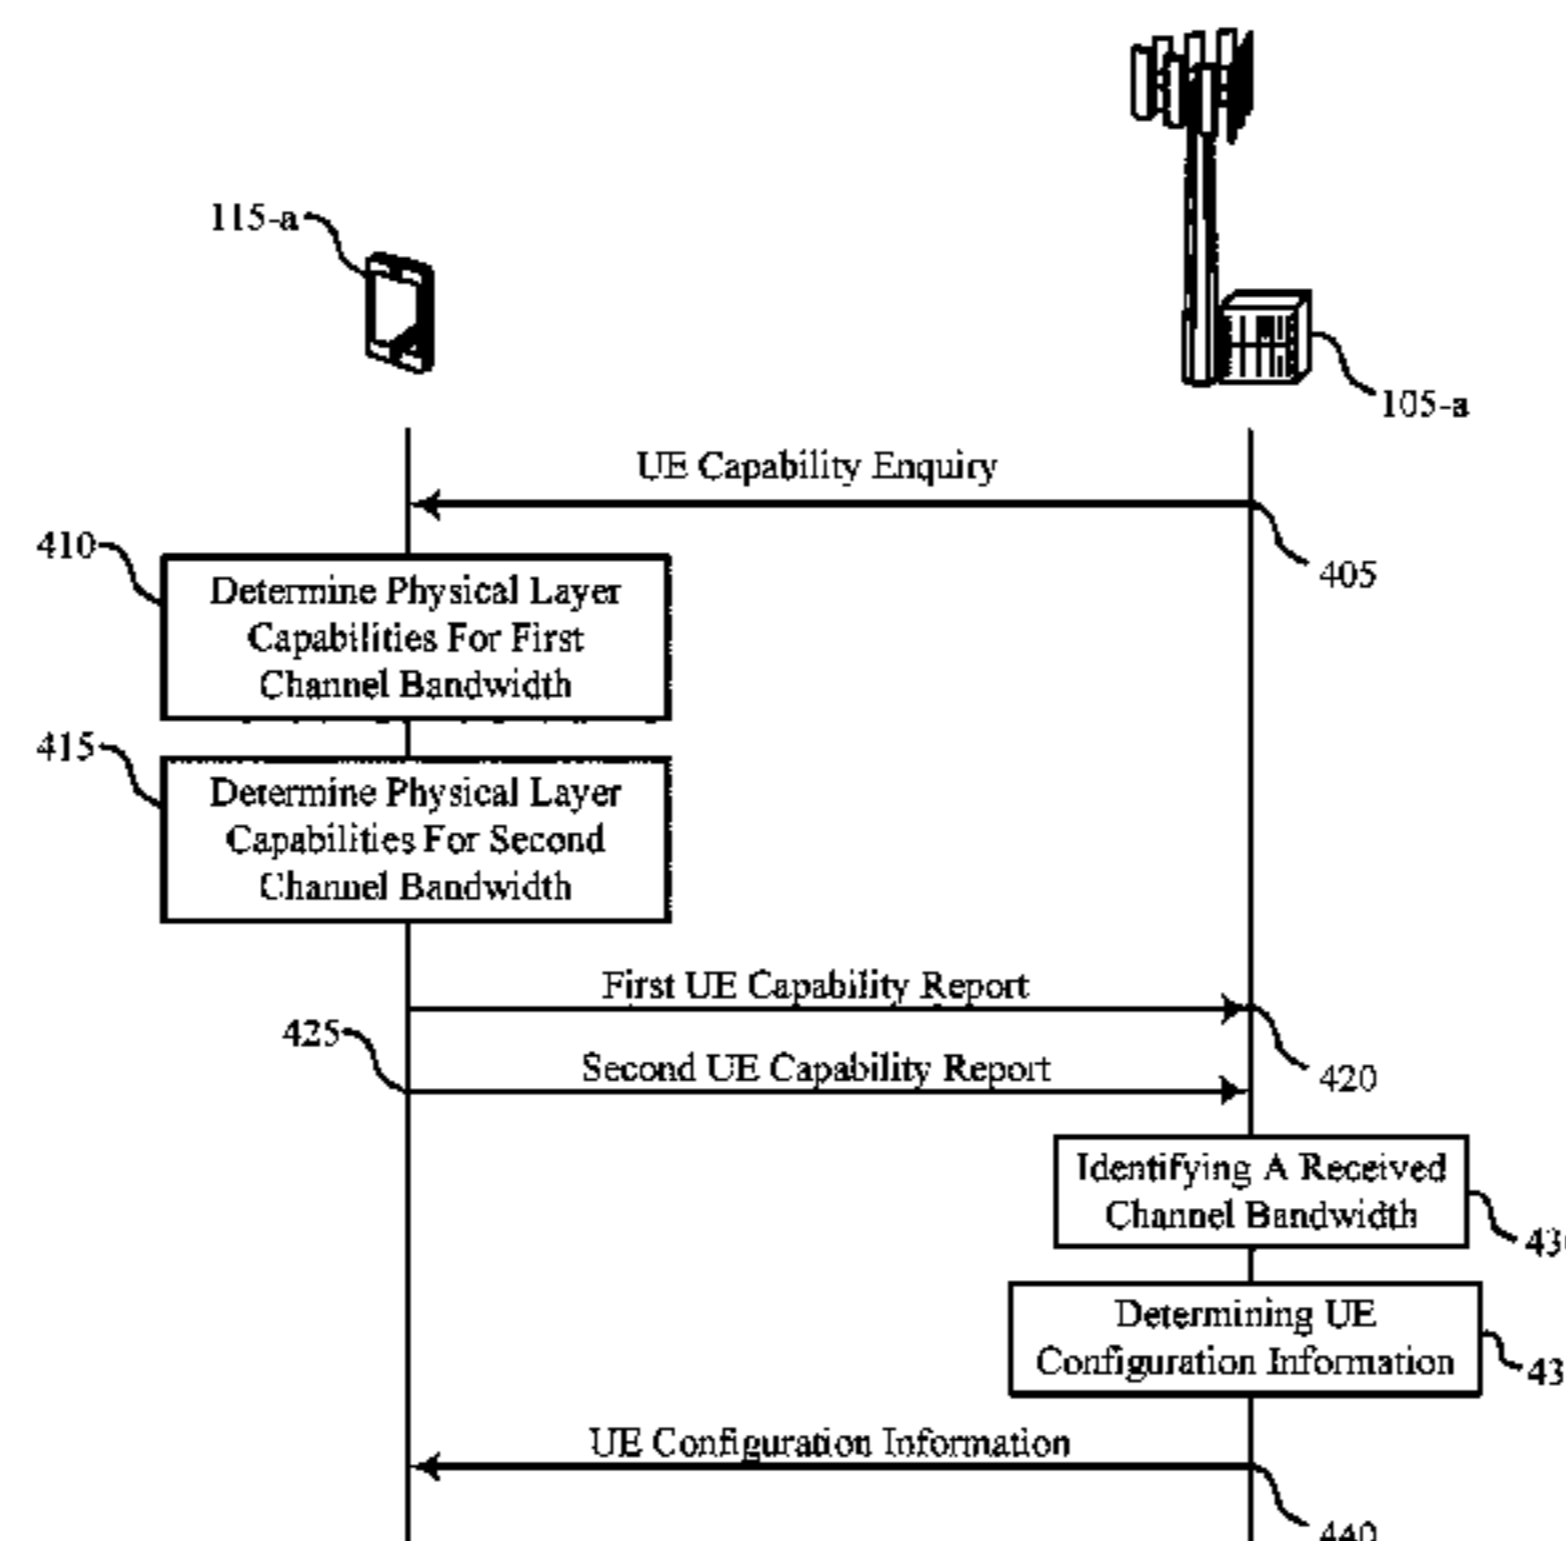 115-a
105-a
UE Capability Enquiry
405
410
Determine Physical Layer
Capabilities For First
Channel Bandwidth
415
Determine Physical Layer
Capabilities For Second
Channel Bandwidth
First UE Capability Report
420
425
Second UE Capability Report
Identifying A Received
Channel Bandwidth
Determining UE
Configuration Information
UE Configuration Information
440